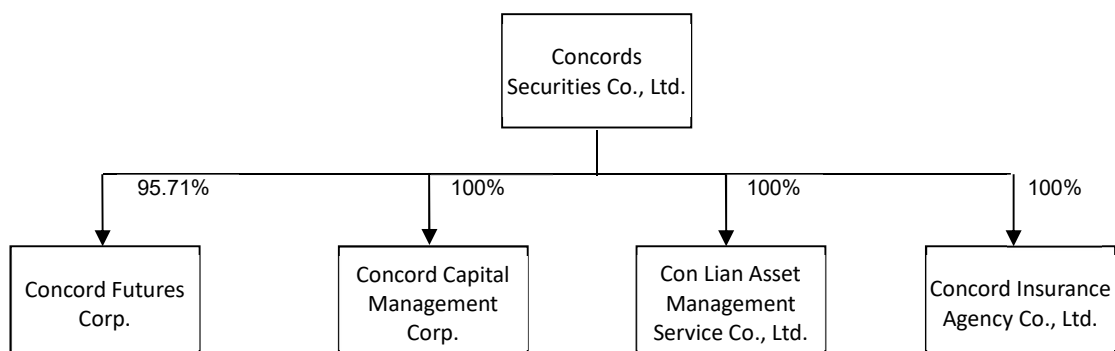 Concords
Securities Co., Ltd.
95.71%
100%
100%
100%
Concord Futures
Corp.
Concord Capital
Management
Corp.
Con Lian Asset
Management
Service Co., Ltd.
Concord Insurance
Agency Co., Ltd.